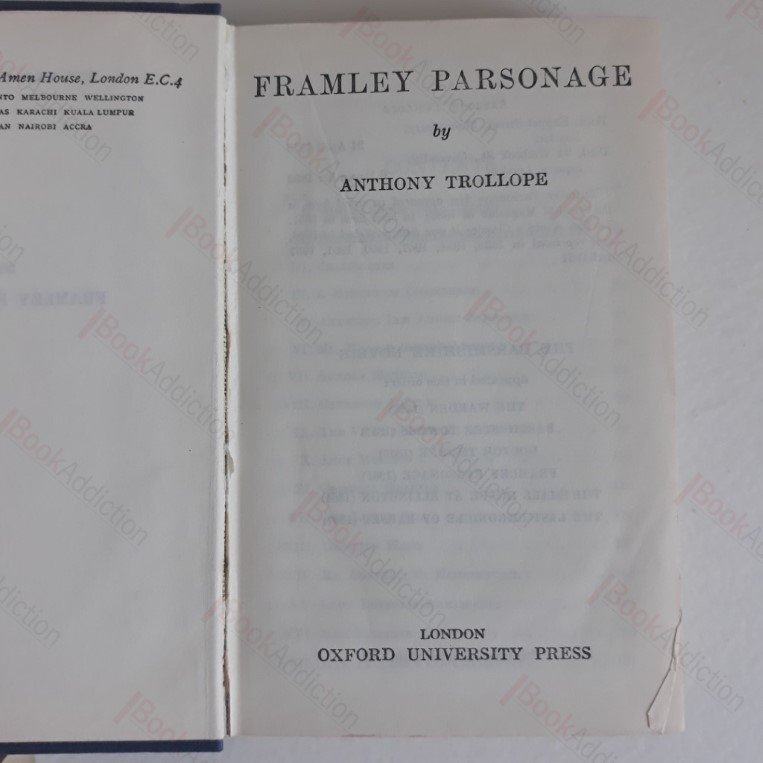 Amen House, London E.C.4
NTO MELBOURNE WELLINGTON
AS KARACHI KUALA LUMPUR
AN NAIROBI ACCRA
FRAMLEY PARSONAGE
by
ANTHONY TROLLOPE
LONDON
OXFORD UNIVERSITY PRESS
BookAddiction